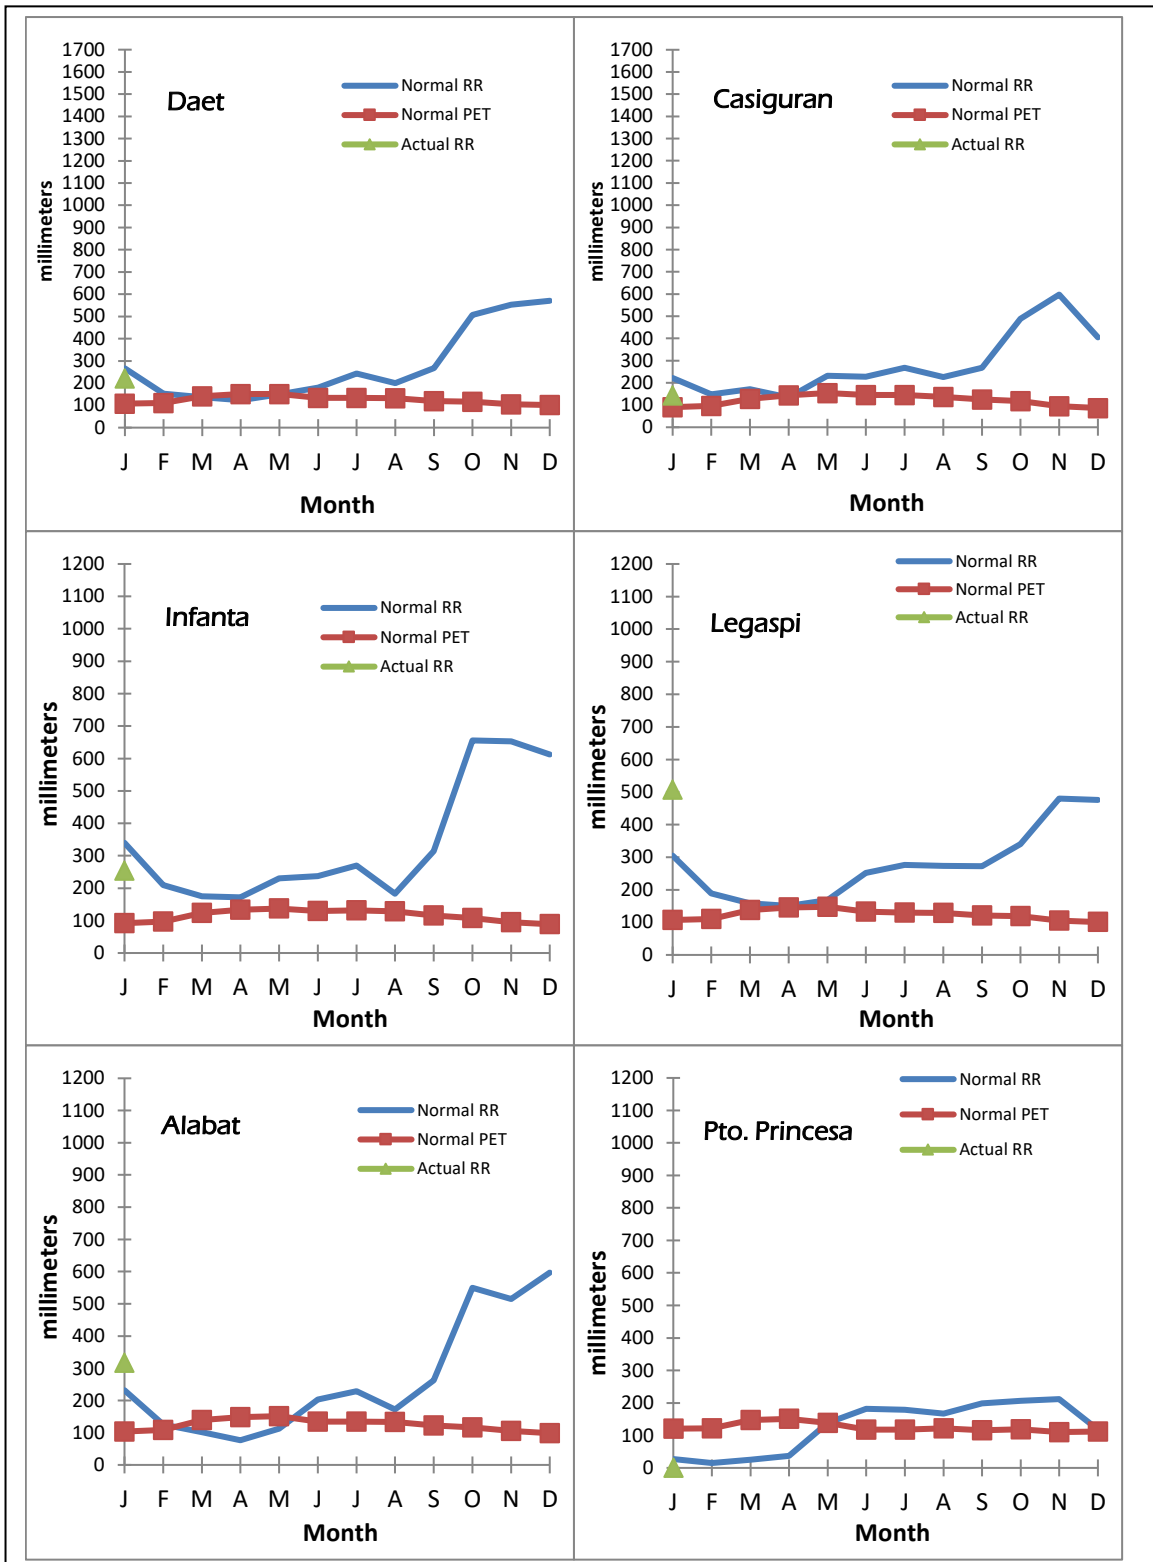 Daet
Normal RR
Normal PET
Actual RR
1700
1600
1500
1400
1300
1200
1100
1000
900
800
700
600
500
400
300
200
100
0
millimeters
J F M A M J J A S O N D
Month
Casiguran
Normal RR
Normal PET
Actual RR
1700
1600
1500
1400
1300
1200
1100
1000
900
800
700
600
500
400
300
200
100
0
millimeters
J F M A M J J A S O N D
Month
Infanta
Normal RR
Normal PET
Actual RR
1200
1100
1000
900
800
700
600
500
400
300
200
100
0
millimeters
J F M A M J J A S O N D
Month
Legaspi
Normal RR
Normal PET
Actual RR
1200
1100
1000
900
800
700
600
500
400
300
200
100
0
millimeters
J F M A M J J A S O N D
Month
Alabat
Normal RR
Normal PET
Actual RR
1200
1100
1000
900
800
700
600
500
400
300
200
100
0
millimeters
J F M A M J J A S O N D
Month
Pto. Princesa
Normal RR
Normal PET
Actual RR
1200
1100
1000
900
800
700
600
500
400
300
200
100
0
millimeters
J F M A M J J A S O N D
Month